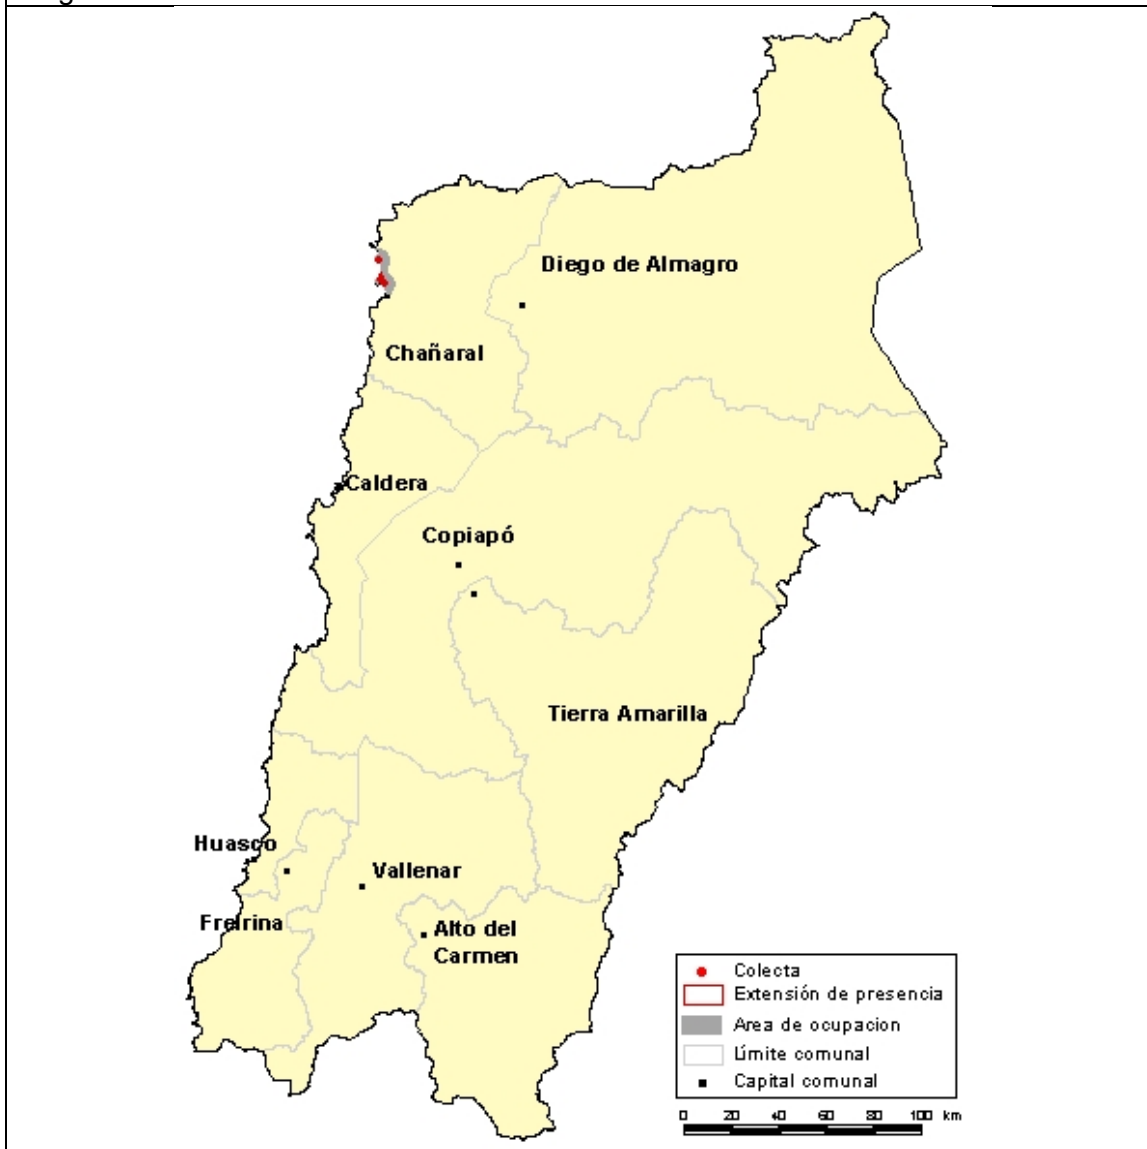 Diego de Almagro
Chañaral
Caldera
Copiapó
Tierra Amarilla
Huasco
Vallenar
Freirina
Alto del
Carmen
Colecta
Extensión de presencia
Area de ocupacion
Límite comunal
Capital comunal
0 20 40 60 80 100 km